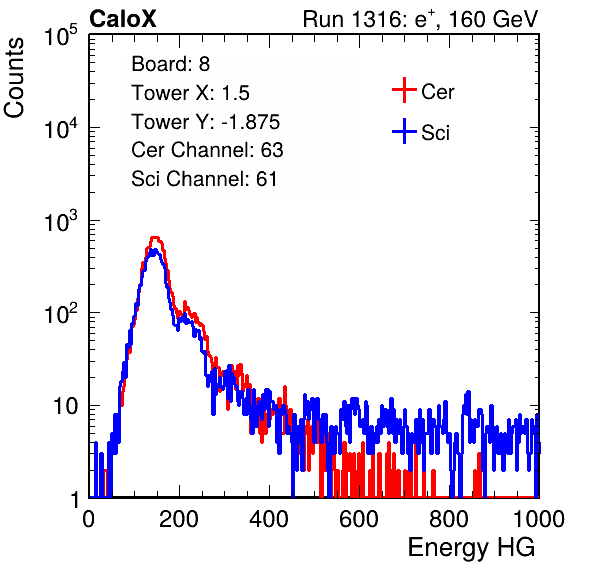 CaloX Run 1316: e⁺, 160 GeV
Counts
10⁵
10⁴
10³
10²
10
1
Board: 8
Tower X: 1.5
Tower Y: -1.875
Cer Channel: 63
Sci Channel: 61
Cer
Sci
0 200 400 600 800 1000
Energy HG